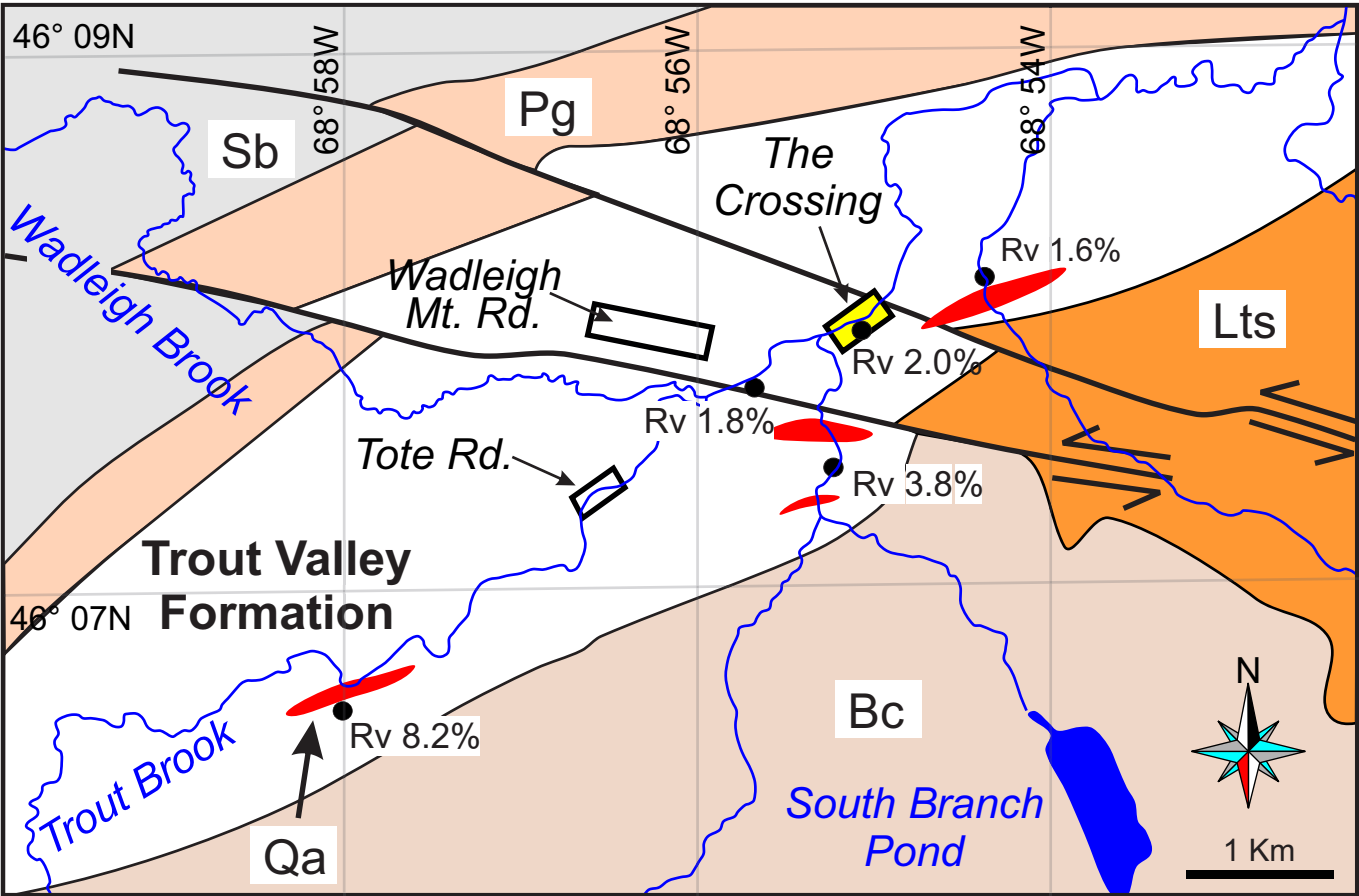 46° 09N
68° 58W
68° 56W
68° 54W
Pg
Sb
The
Crossing
Wadleigh Brook
Wadleigh
Mt. Rd.
Rv 1.6%
Lts
Rv 2.0%
Rv 1.8%
Tote Rd.
Rv 3.8%
Trout Valley
Formation
46° 07N
N
Bc
Rv 8.2%
Trout Brook
South Branch
Pond
Qa
1 Km